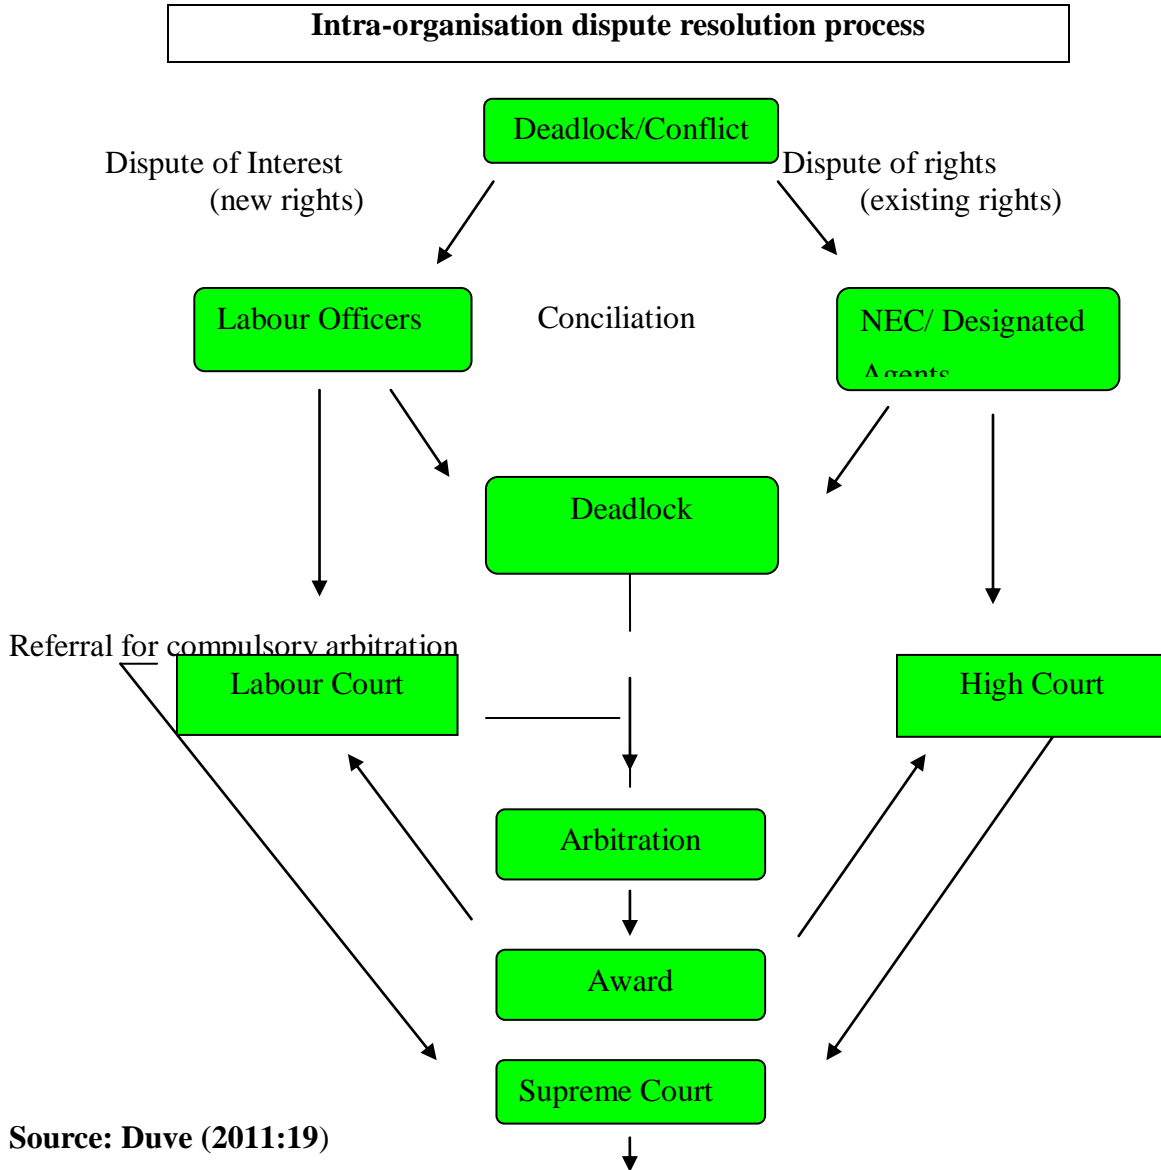 Intra-organisation dispute resolution process
Deadlock/Conflict
Dispute of Interest
(new rights)
Dispute of rights
(existing rights)
Labour Officers
Conciliation
NEC/ Designated
Agents
Deadlock
Referral for compulsory arbitration
Labour Court
High Court
Arbitration
Award
Supreme Court
Source: Duve (2011:19)